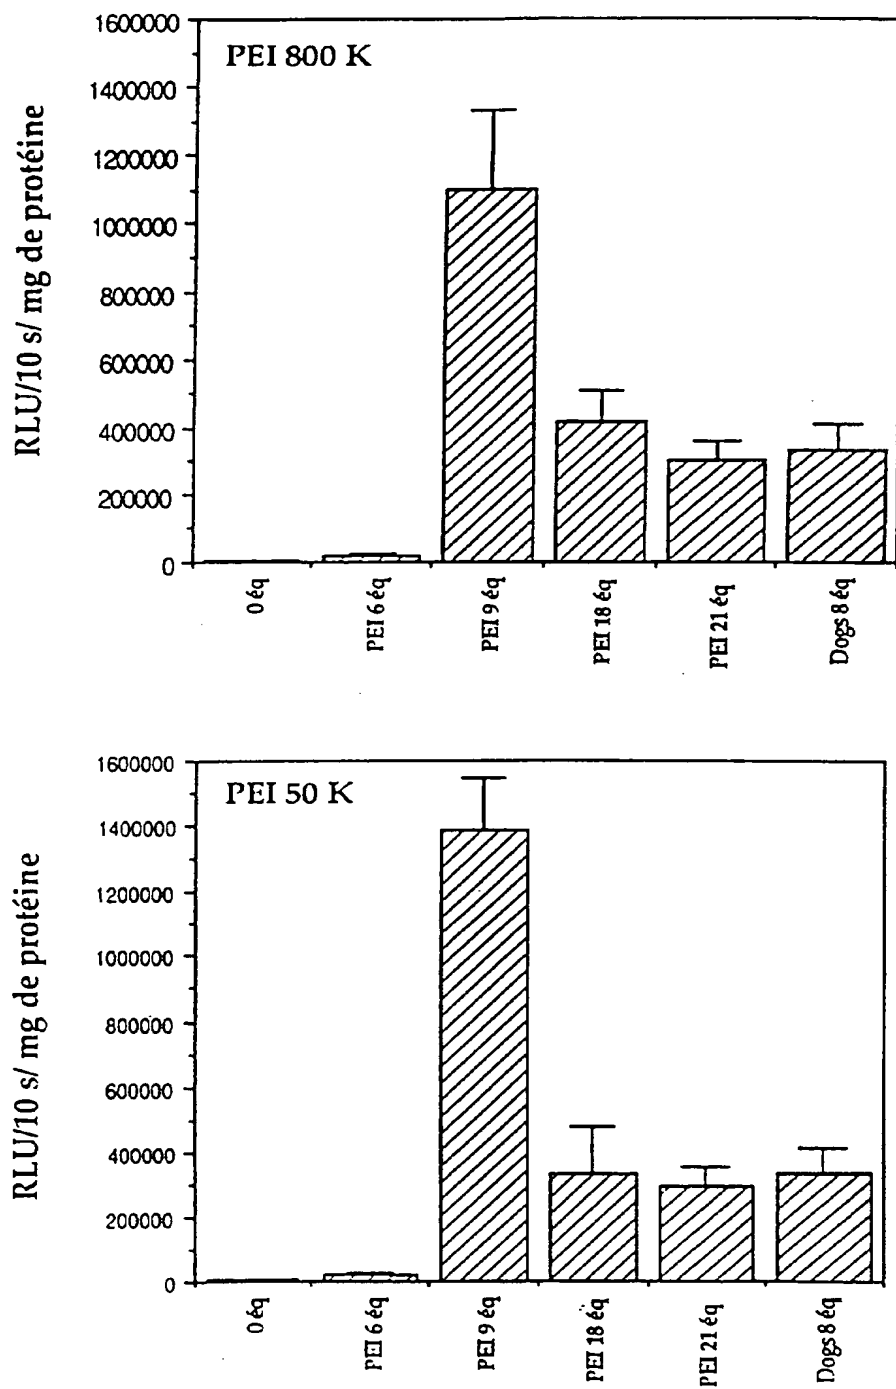 PEI 800 K
RLU/10 s/ mg de protéine
1600000
1400000
1200000
1000000
800000
600000
400000
200000
0
0 éq
PEI 6 éq
PEI 9 éq
PEI 18 éq
PEI 21 éq
Dogs 8 éq
PEI 50 K
RLU/10 s/ mg de protéine
1600000
1400000
1200000
1000000
800000
600000
400000
200000
0
0 éq
PEI 6 éq
PEI 9 éq
PEI 18 éq
PEI 21 éq
Dogs 8 éq